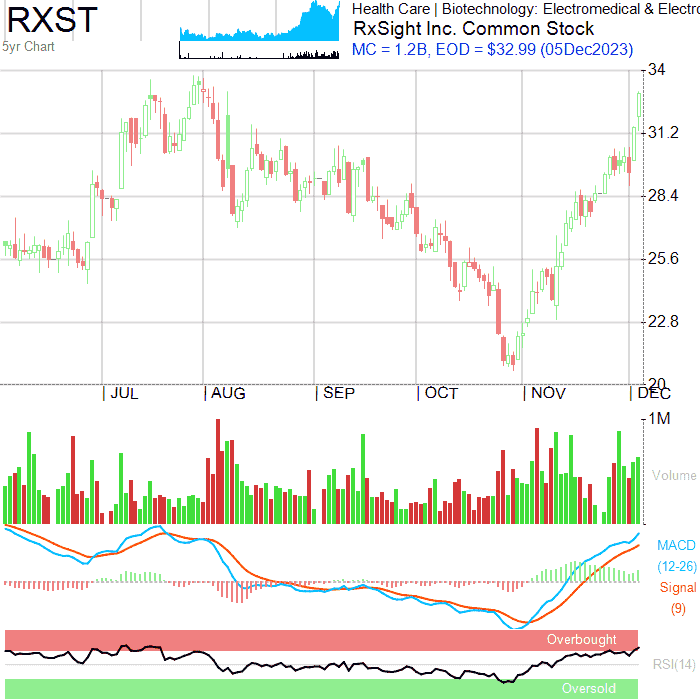 RXST
5yr Chart
Health Care | Biotechnology: Electromedical & Electro
RxSight Inc. Common Stock
MC = 1.2B, EOD = $32.99 (05Dec2023)
34
31.2
28.4
25.6
22.8
20
JUL AUG SEP OCT NOV DEC
1M
Volume
MACD
(12-26)
Signal
(9)
Overbought
RSI(14)
Oversold